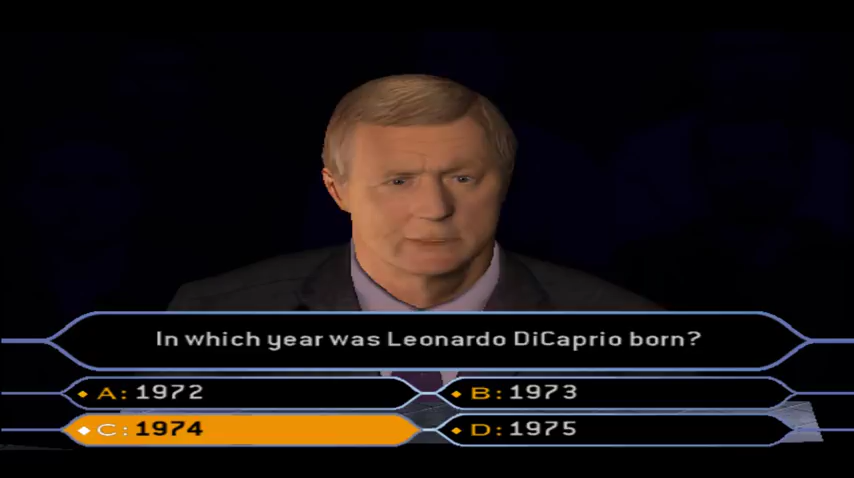 In which year was Leonardo DiCaprio born?
A: 1972
B: 1973
C: 1974
D: 1975